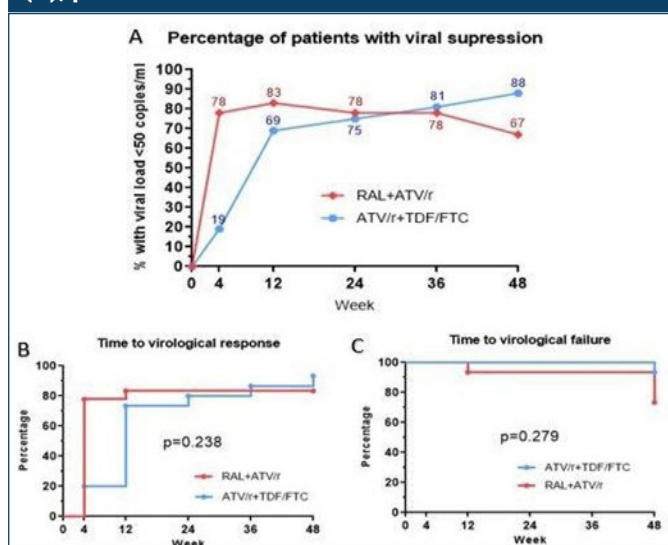 A Percentage of patients with viral supression
% with viral load <50 copies/ml
100
90
80
70
60
50
40
30
20
10
0
78
83
78
78
67
19
69
75
81
88
RAL+ATV/r
ATV/r+TDF/FTC
0 4 12 24 36 48
Week
B Time to virological response
Percentage
100
80
60
40
20
0
p=0.238
RAL+ATV/r
ATV/r+TDF/FTC
0 4 12 24 36 48
Week
C Time to virological failure
Percentage
100
80
60
40
20
0
p=0.279
ATV/r+TDF/FTC
RAL+ATV/r
0 4 12 24 36 48
Week